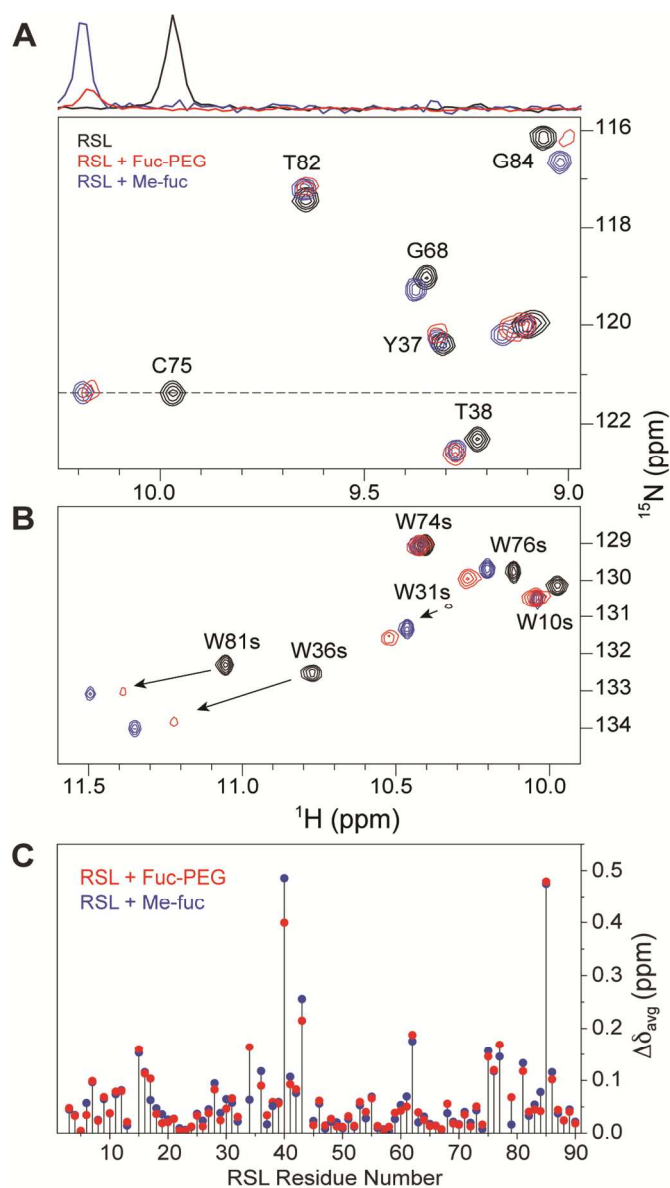 A
RSL
RSL + Fuc-PEG
RSL + Me-fuc
T82
G84
G68
Y37
C75
T38
116
118
120
122
10.0 9.5 9.0
¹⁵N (ppm)
B
W74s
W76s
W31s
W10s
W81s
W36s
129
130
131
132
133
134
11.5 11.0 10.5 10.0
¹H (ppm)
C
RSL + Fuc-PEG
RSL + Me-fuc
0.5
0.4
0.3
0.2
0.1
0.0
Δδavg (ppm)
0 10 20 30 40 50 60 70 80 90
RSL Residue Number